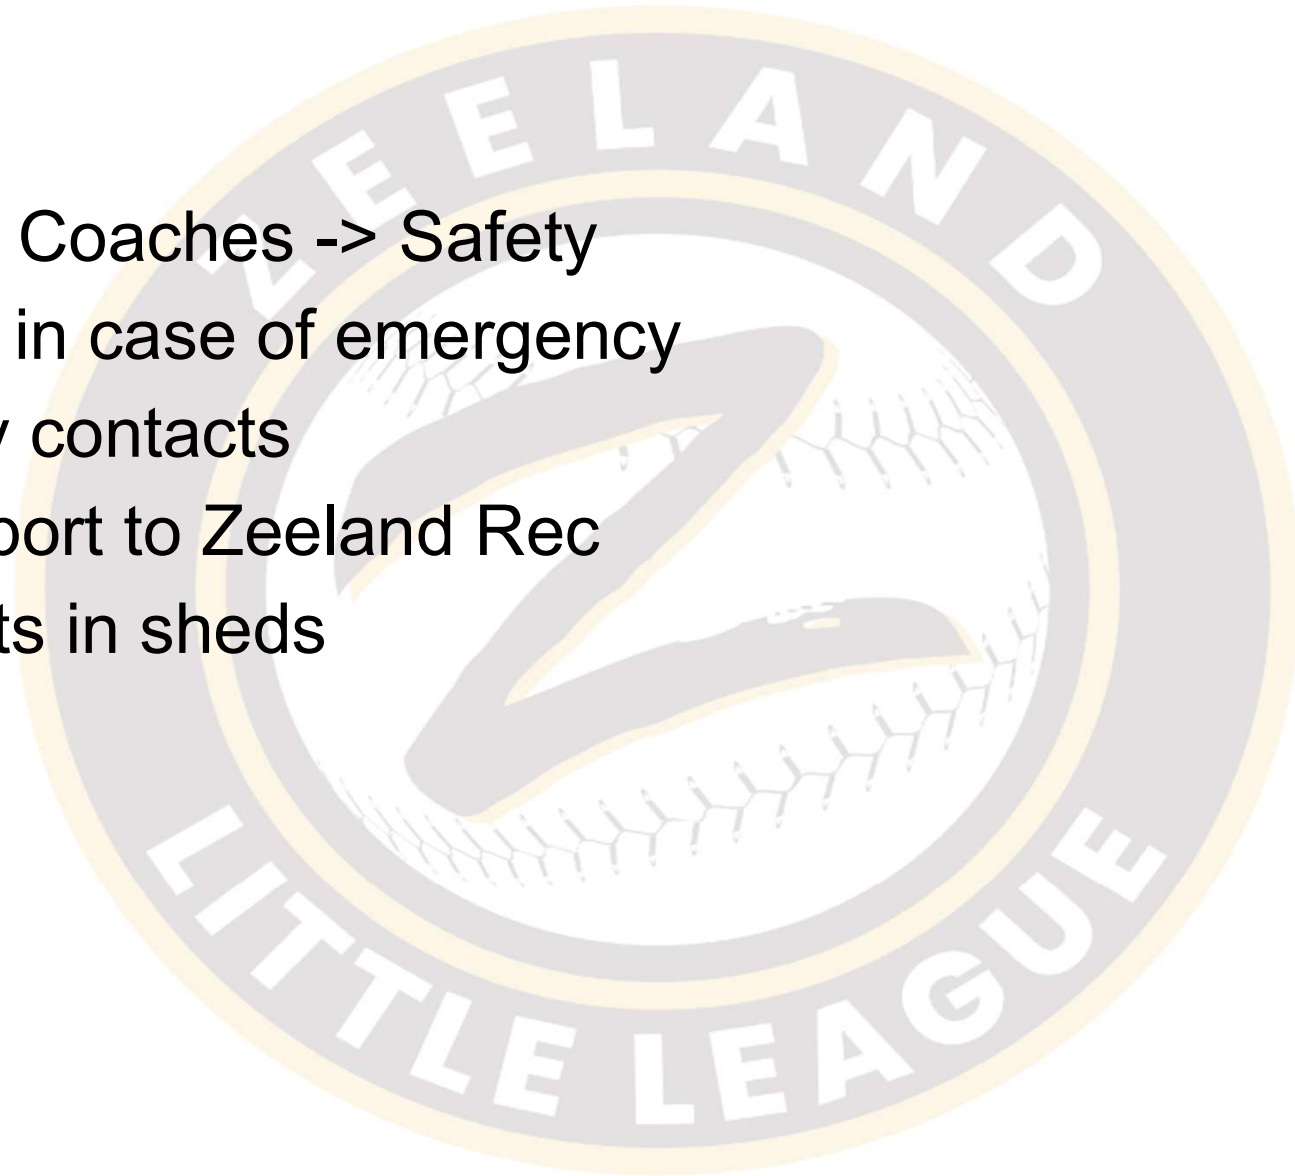 Coaches -> Safety
in case of emergency
y contacts
port to Zeeland Rec
ts in sheds
ZEELAND
LITTLE LEAGUE